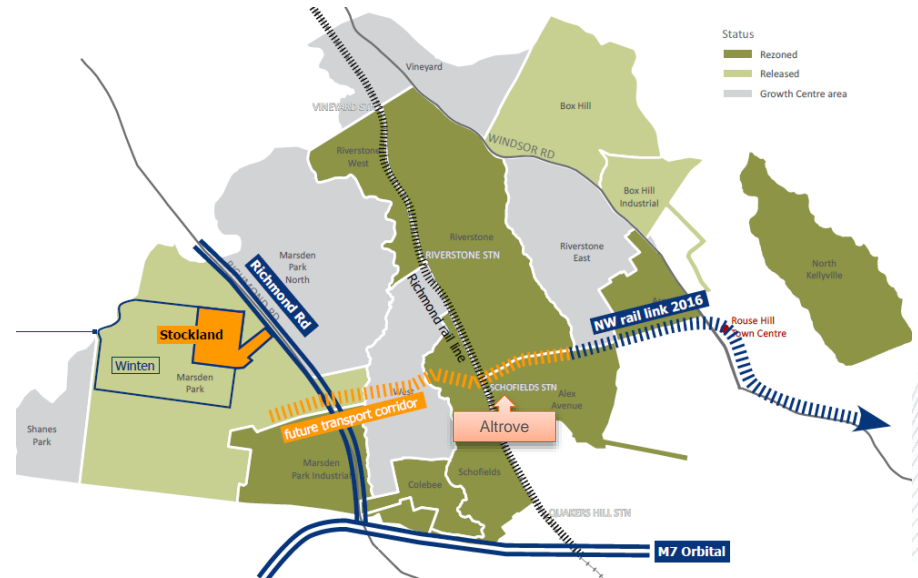 Status
Rezoned
Released
Growth Centre area
Vineyard
VINEYARD STN
Box Hill
WINDSOR RD
Riverstone
West
Box Hill
Industrial
Riverstone
RIVERSTONE STN
Riverstone
East
North
Kellyville
Marsden
Park
North
RICHMOND RD
Richmond Rd
Richmond rail line
NW rail link 2016
Rouse Hill
Town Centre
Stockland
Winten
Marsden
Park
SCHOFIELDS STN
West
Alex
Avenue
future transport corridor
Altrove
Shanes
Park
Marsden
Park Industrial
Colebee
Schofields
QUAKERS HILL STN
M7 Orbital